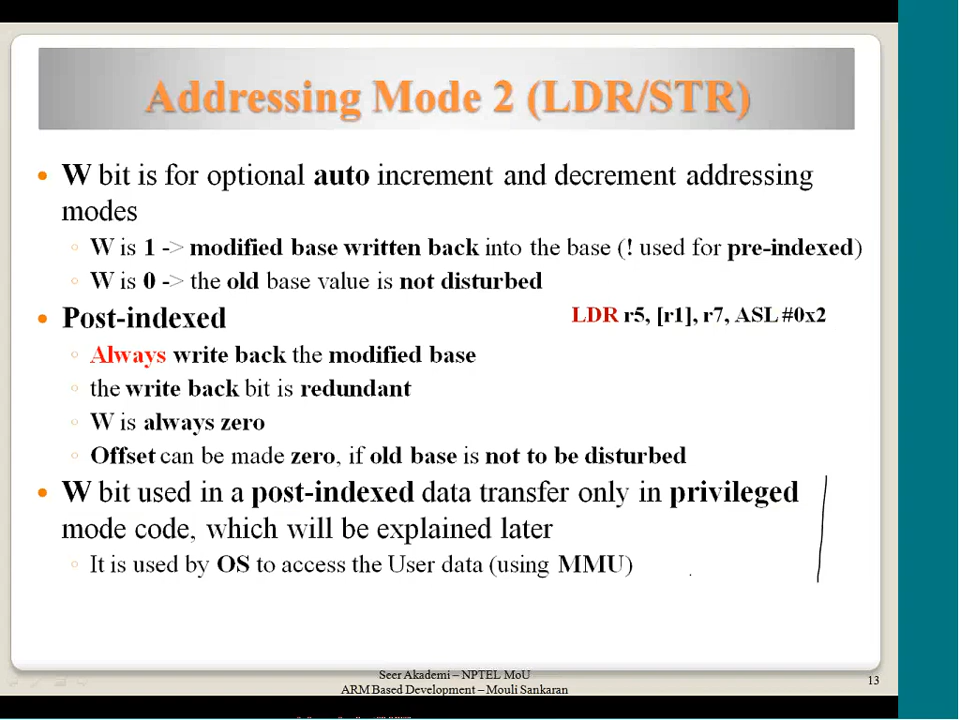 Addressing Mode 2 (LDR/STR)
• W bit is for optional auto increment and decrement addressing
modes
◦ W is 1 -> modified base written back into the base (! used for pre-indexed)
◦ W is 0 -> the old base value is not disturbed
• Post-indexed
LDR r5, [r1], r7, ASL #0x2
◦ Always write back the modified base
◦ the write back bit is redundant
◦ W is always zero
◦ Offset can be made zero, if old base is not to be disturbed
• W bit used in a post-indexed data transfer only in privileged
mode code, which will be explained later
◦ It is used by OS to access the User data (using MMU)
Seer Akademi – NPTEL MoU
ARM Based Development – Mouli Sankaran
13